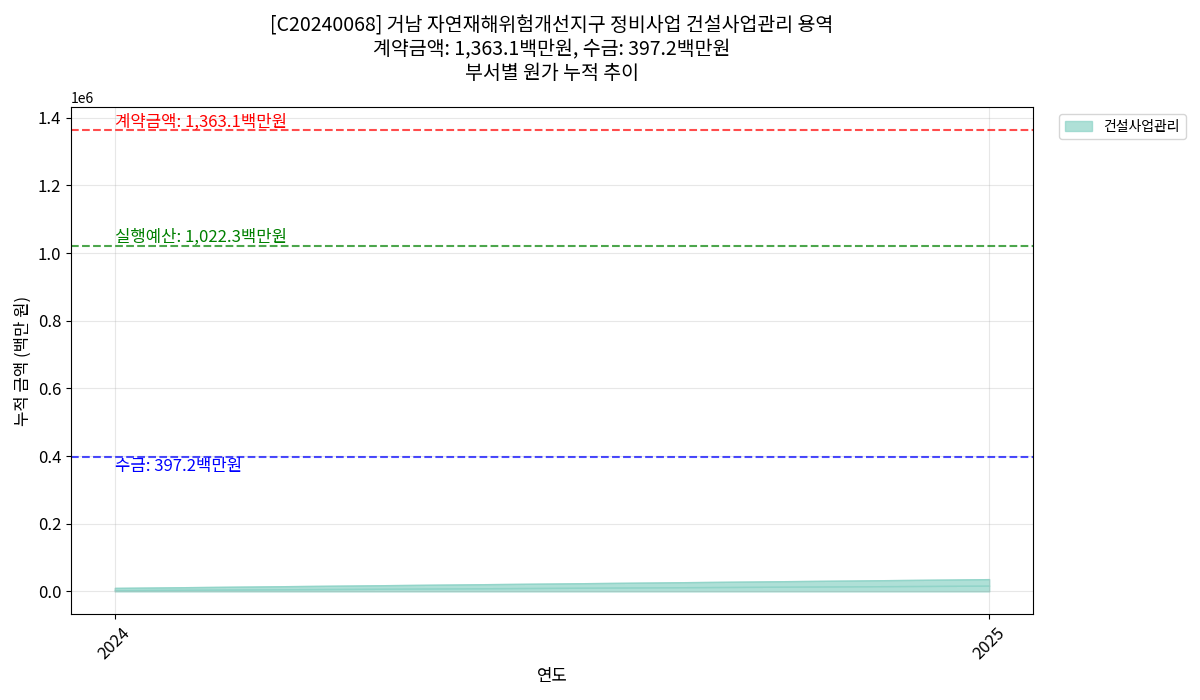 [C20240068] 거남 자연재해위험개선지구 정비사업 건설사업관리 용역
계약금액: 1,363.1백만원, 수금: 397.2백만원
부서별 원가 누적 추이
1e6
계약금액: 1,363.1백만원
건설사업관리
실행예산: 1,022.3백만원
수금: 397.2백만원
1.4
1.2
1.0
0.8
0.6
0.4
0.2
0.0
누적 금액 (백만 원)
2024
2025
연도